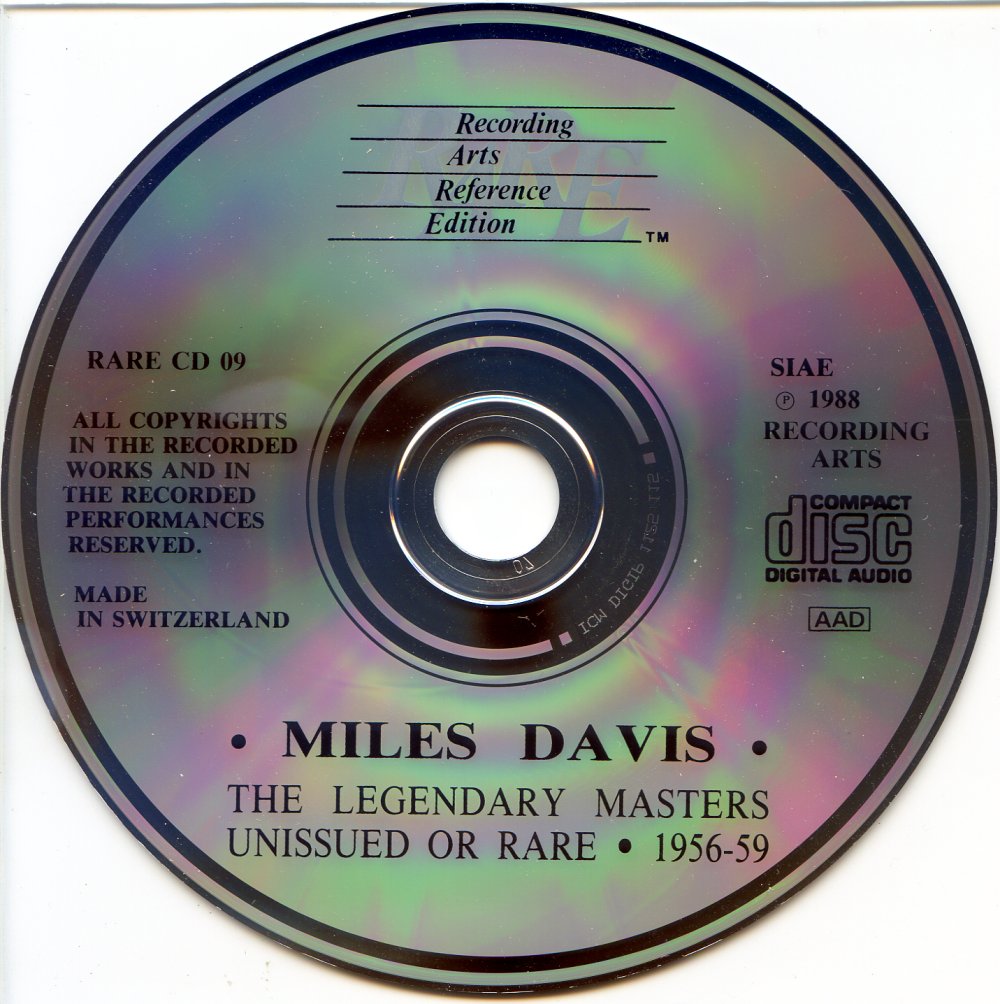 Recording
Arts
Reference
Edition
TM
RARE CD 09
ALL COPYRIGHTS
IN THE RECORDED
WORKS AND IN
THE RECORDED
PERFORMANCES
RESERVED.
MADE
IN SWITZERLAND
SIAE
℗ 1988
RECORDING
ARTS
COMPACT
disc
DIGITAL AUDIO
AAD
• MILES DAVIS •
THE LEGENDARY MASTERS
UNISSUED OR RARE • 1956-59